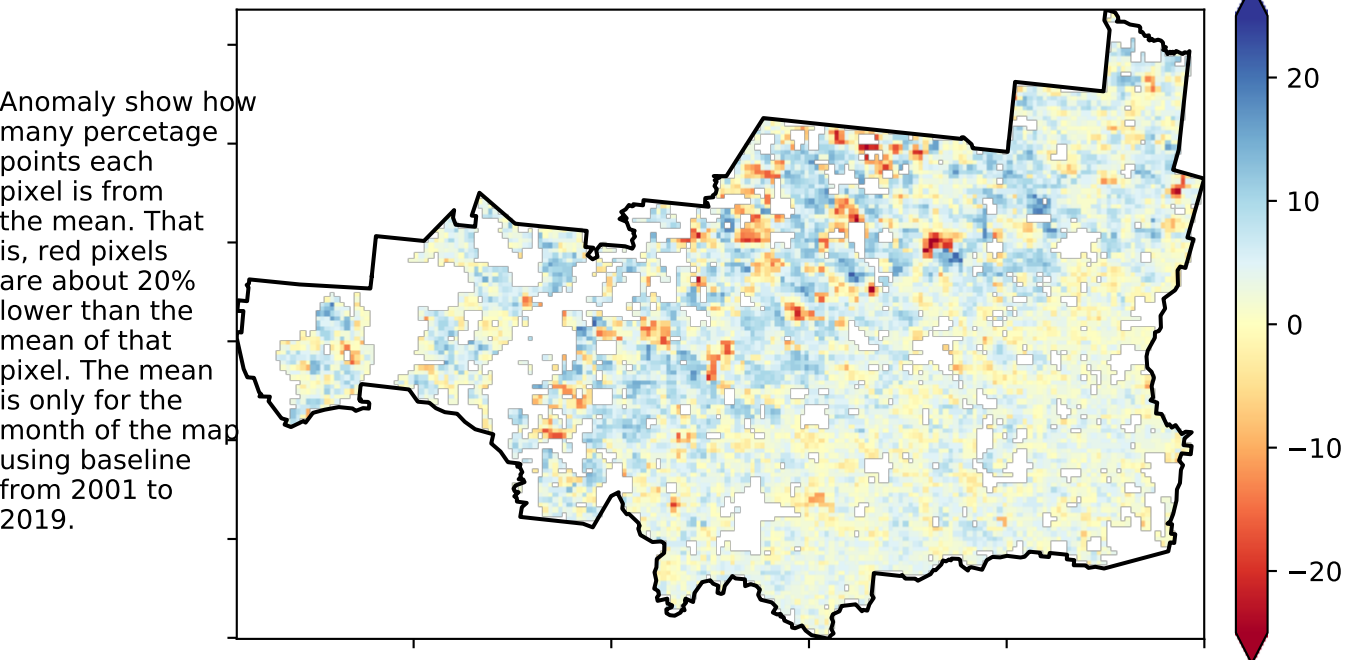 Anomaly show how
many percetage
points each
pixel is from
the mean. That
is, red pixels
are about 20%
lower than the
mean of that
pixel. The mean
is only for the
month of the map
using baseline
from 2001 to
2019.
20
10
0
−10
−20